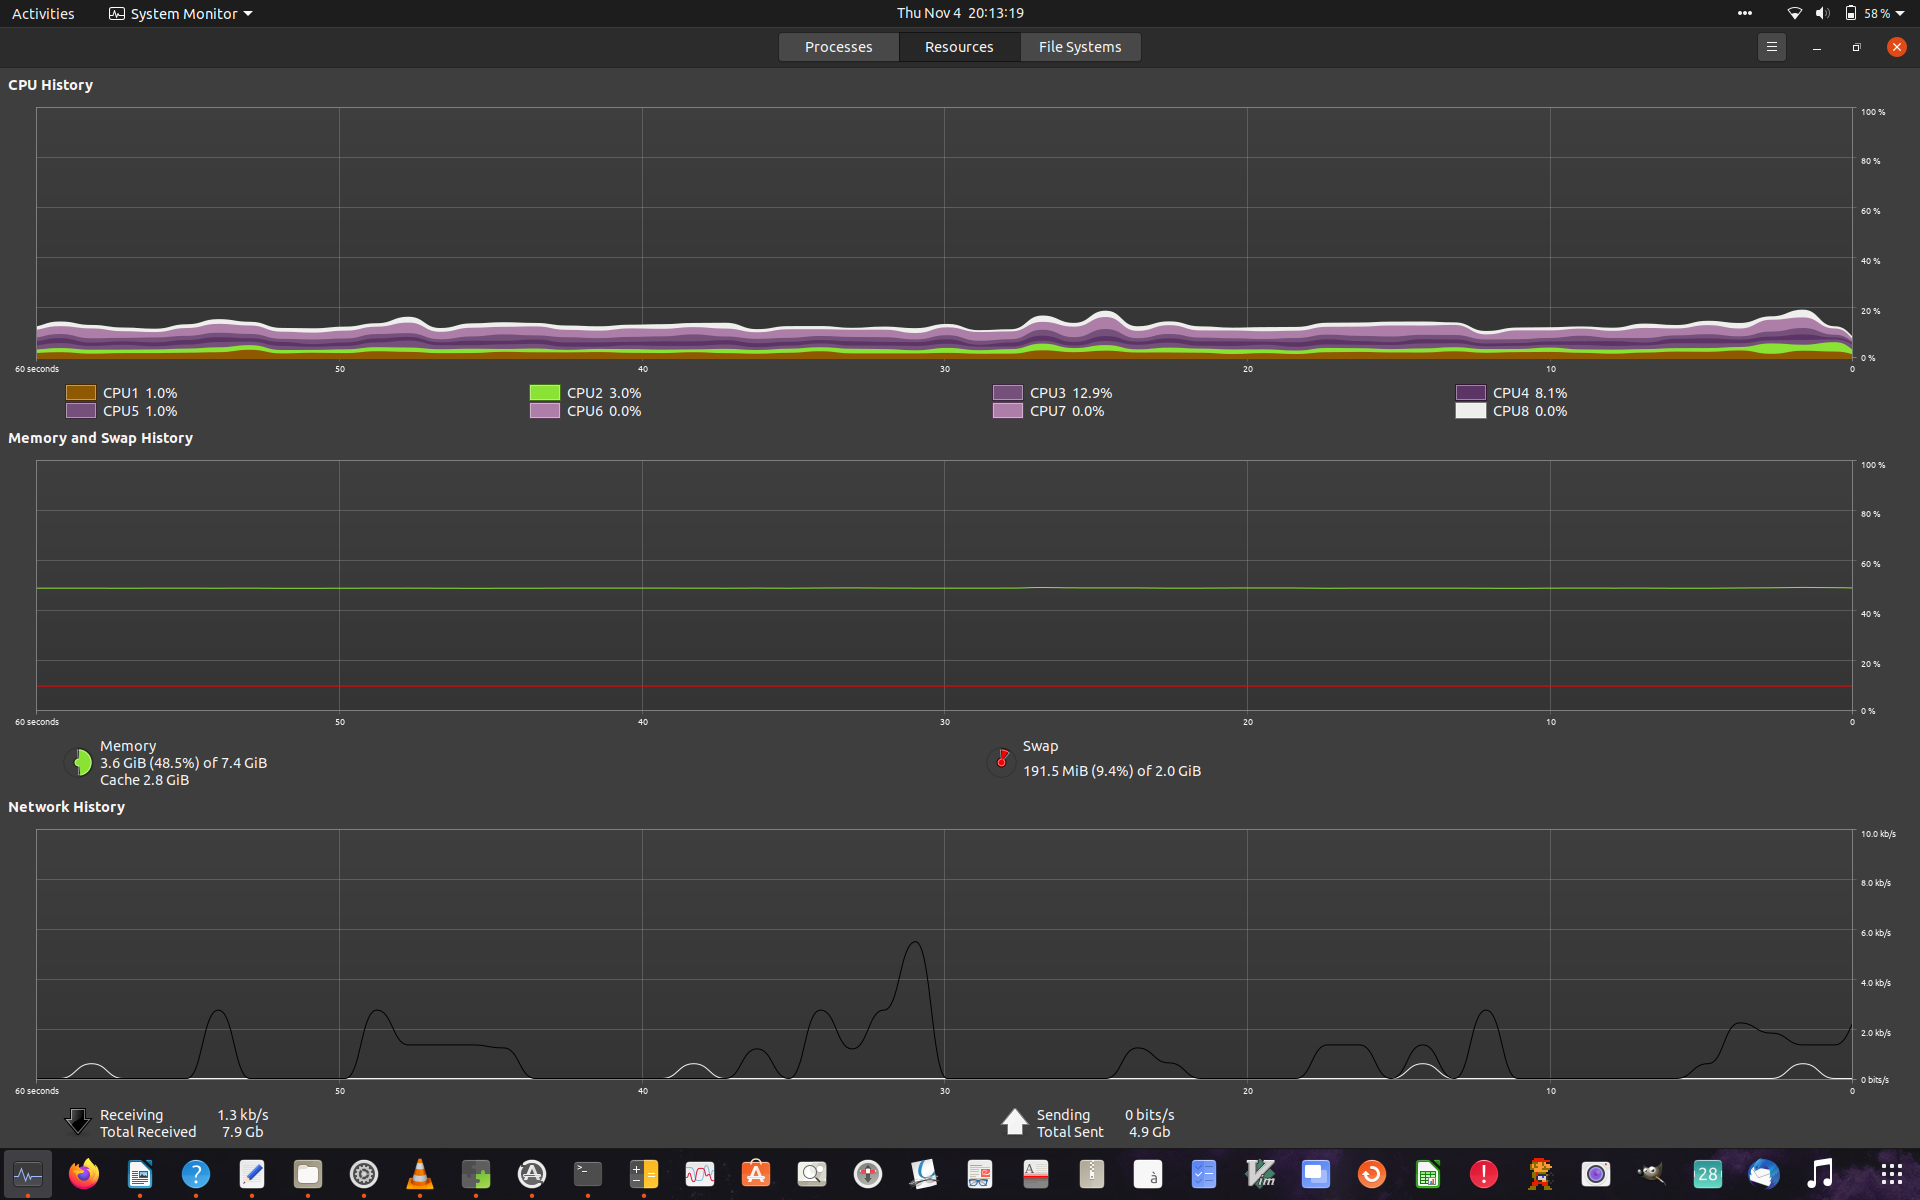 Activities
System Monitor
Thu Nov 4 20:13:19
58 %
Processes
Resources
File Systems
CPU History
100 %
80 %
60 %
40 %
20 %
0 %
60 seconds
50
40
30
20
10
0
CPU1 1.0%
CPU2 3.0%
CPU3 12.9%
CPU4 8.1%
CPU5 1.0%
CPU6 0.0%
CPU7 0.0%
CPU8 0.0%
Memory and Swap History
100 %
80 %
60 %
40 %
20 %
0 %
60 seconds
50
40
30
20
10
0
Memory
3.6 GiB (48.5%) of 7.4 GiB
Cache 2.8 GiB
Swap
191.5 MiB (9.4%) of 2.0 GiB
Network History
10.0 kb/s
8.0 kb/s
6.0 kb/s
4.0 kb/s
2.0 kb/s
0 bits/s
60 seconds
50
40
30
20
10
0
Receiving 1.3 kb/s
Total Received 7.9 Gb
Sending 0 bits/s
Total Sent 4.9 Gb
?
>_
à
Vim
!
28